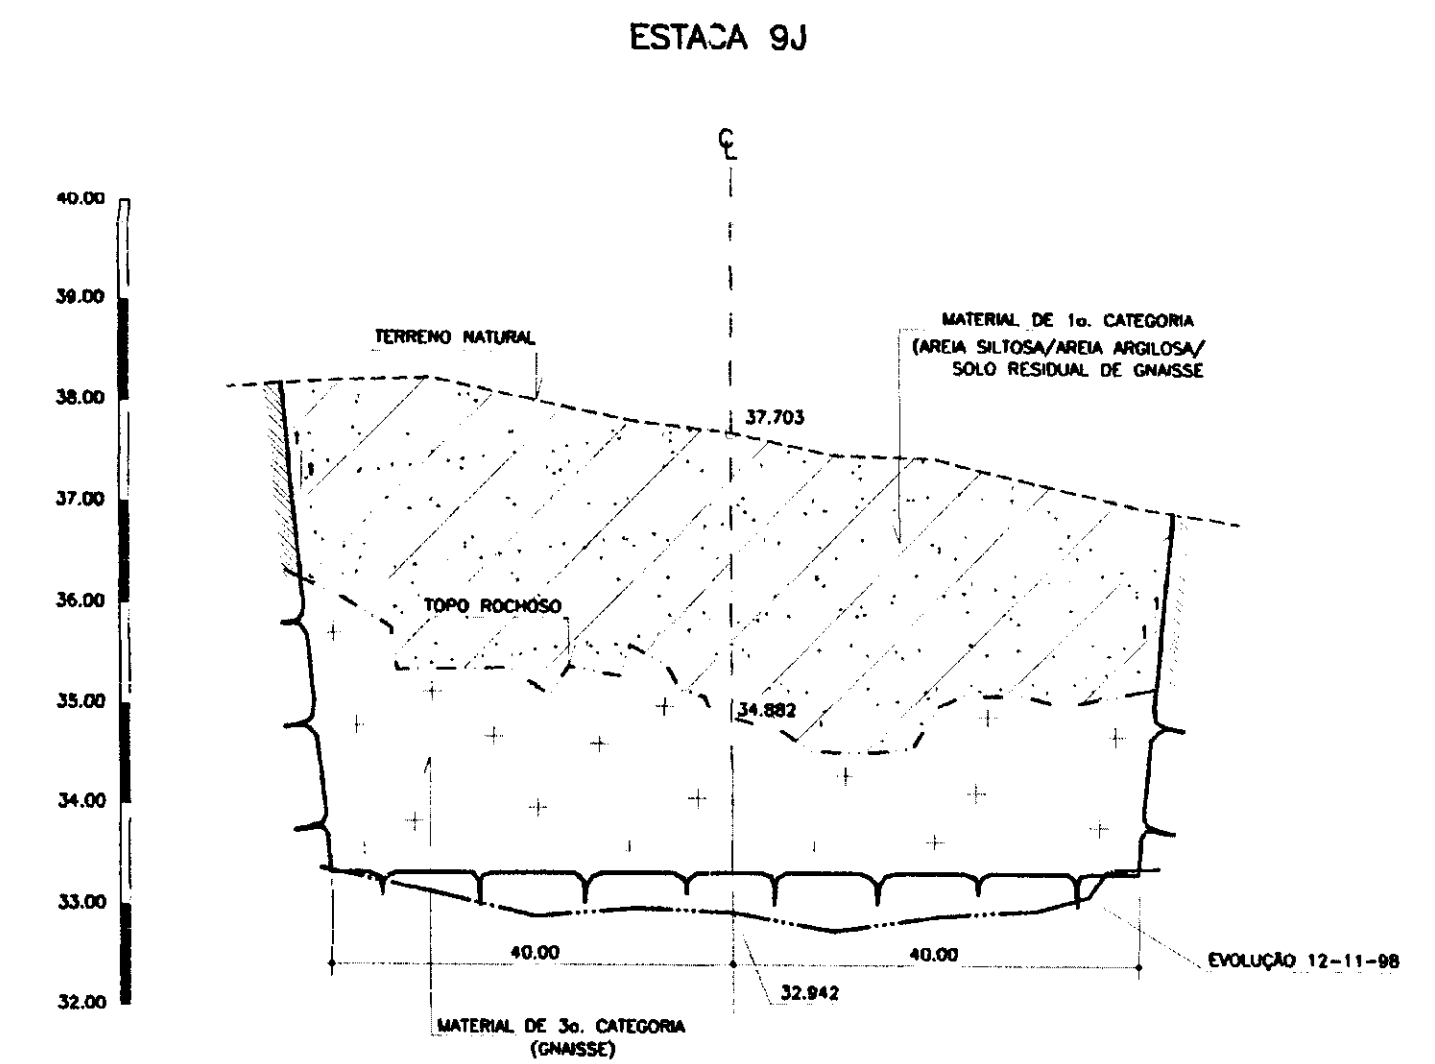 ESTACA 9J
℄
40.00
39.00
38.00
37.00
36.00
35.00
34.00
33.00
32.00
TERRENO NATURAL
MATERIAL DE 1a. CATEGORIA
(AREIA SILTOSA/AREIA ARGILOSA/
SOLO RESIDUAL DE GNAISSE
37.703
TOPO ROCHOSO
34.882
40.00
40.00
32.942
EVOLUÇÃO 12-11-98
MATERIAL DE 3a. CATEGORIA
(GNAISSE)